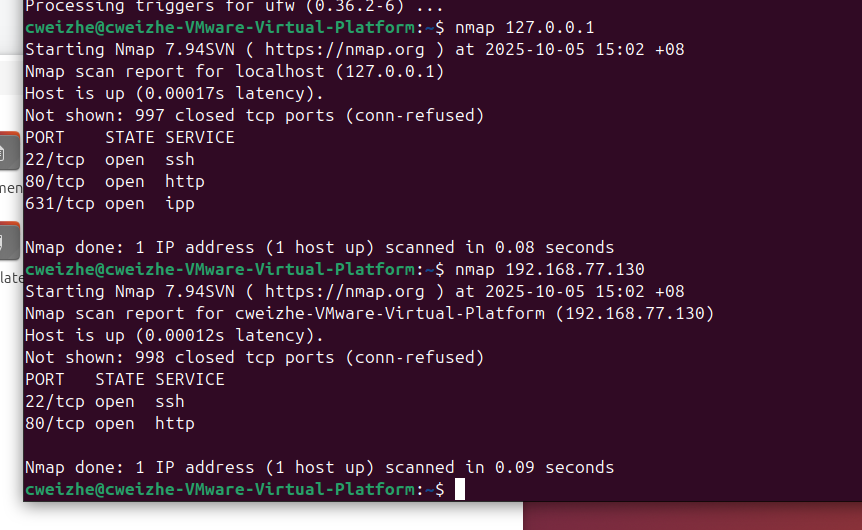 Processing triggers for ufw (0.36.2-6) ...
cweizhe@cweizhe-VMware-Virtual-Platform:~$ nmap 127.0.0.1
Starting Nmap 7.94SVN ( https://nmap.org ) at 2025-10-05 15:02 +08
Nmap scan report for localhost (127.0.0.1)
Host is up (0.00017s latency).
Not shown: 997 closed tcp ports (conn-refused)
PORT    STATE SERVICE
22/tcp  open  ssh
80/tcp  open  http
631/tcp open  ipp
Nmap done: 1 IP address (1 host up) scanned in 0.08 seconds
cweizhe@cweizhe-VMware-Virtual-Platform:~$ nmap 192.168.77.130
Starting Nmap 7.94SVN ( https://nmap.org ) at 2025-10-05 15:02 +08
Nmap scan report for cweizhe-VMware-Virtual-Platform (192.168.77.130)
Host is up (0.00012s latency).
Not shown: 998 closed tcp ports (conn-refused)
PORT   STATE SERVICE
22/tcp open  ssh
80/tcp open  http
Nmap done: 1 IP address (1 host up) scanned in 0.09 seconds
cweizhe@cweizhe-VMware-Virtual-Platform:~$